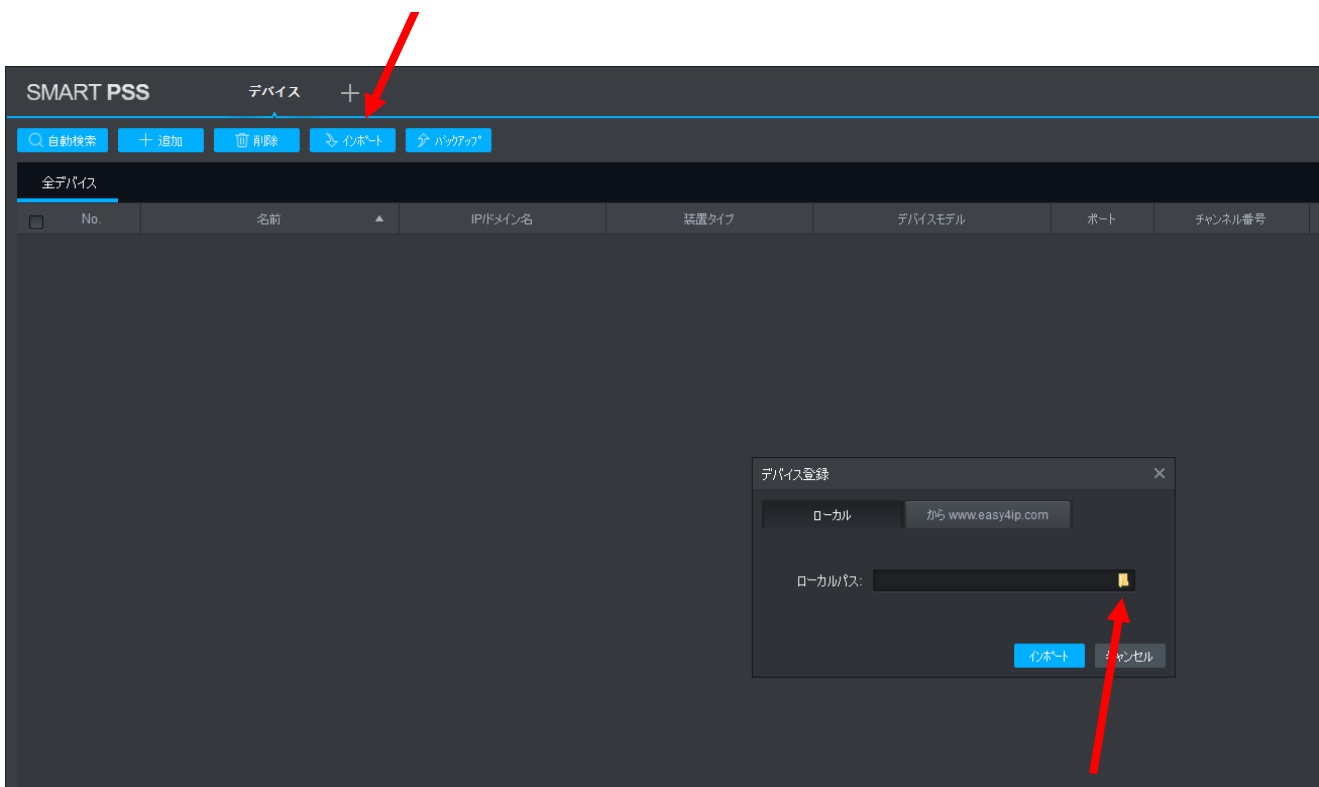 SMART PSS デバイス
自動検索 追加 削除 インポート バックアップ
全デバイス
No. 名前 IP/ドメイン名 装置タイプ デバイスモデル ポート チャンネル番号
デバイス登録
ローカル から www.easy4ip.com
ローカルパス:
インポート キャンセル